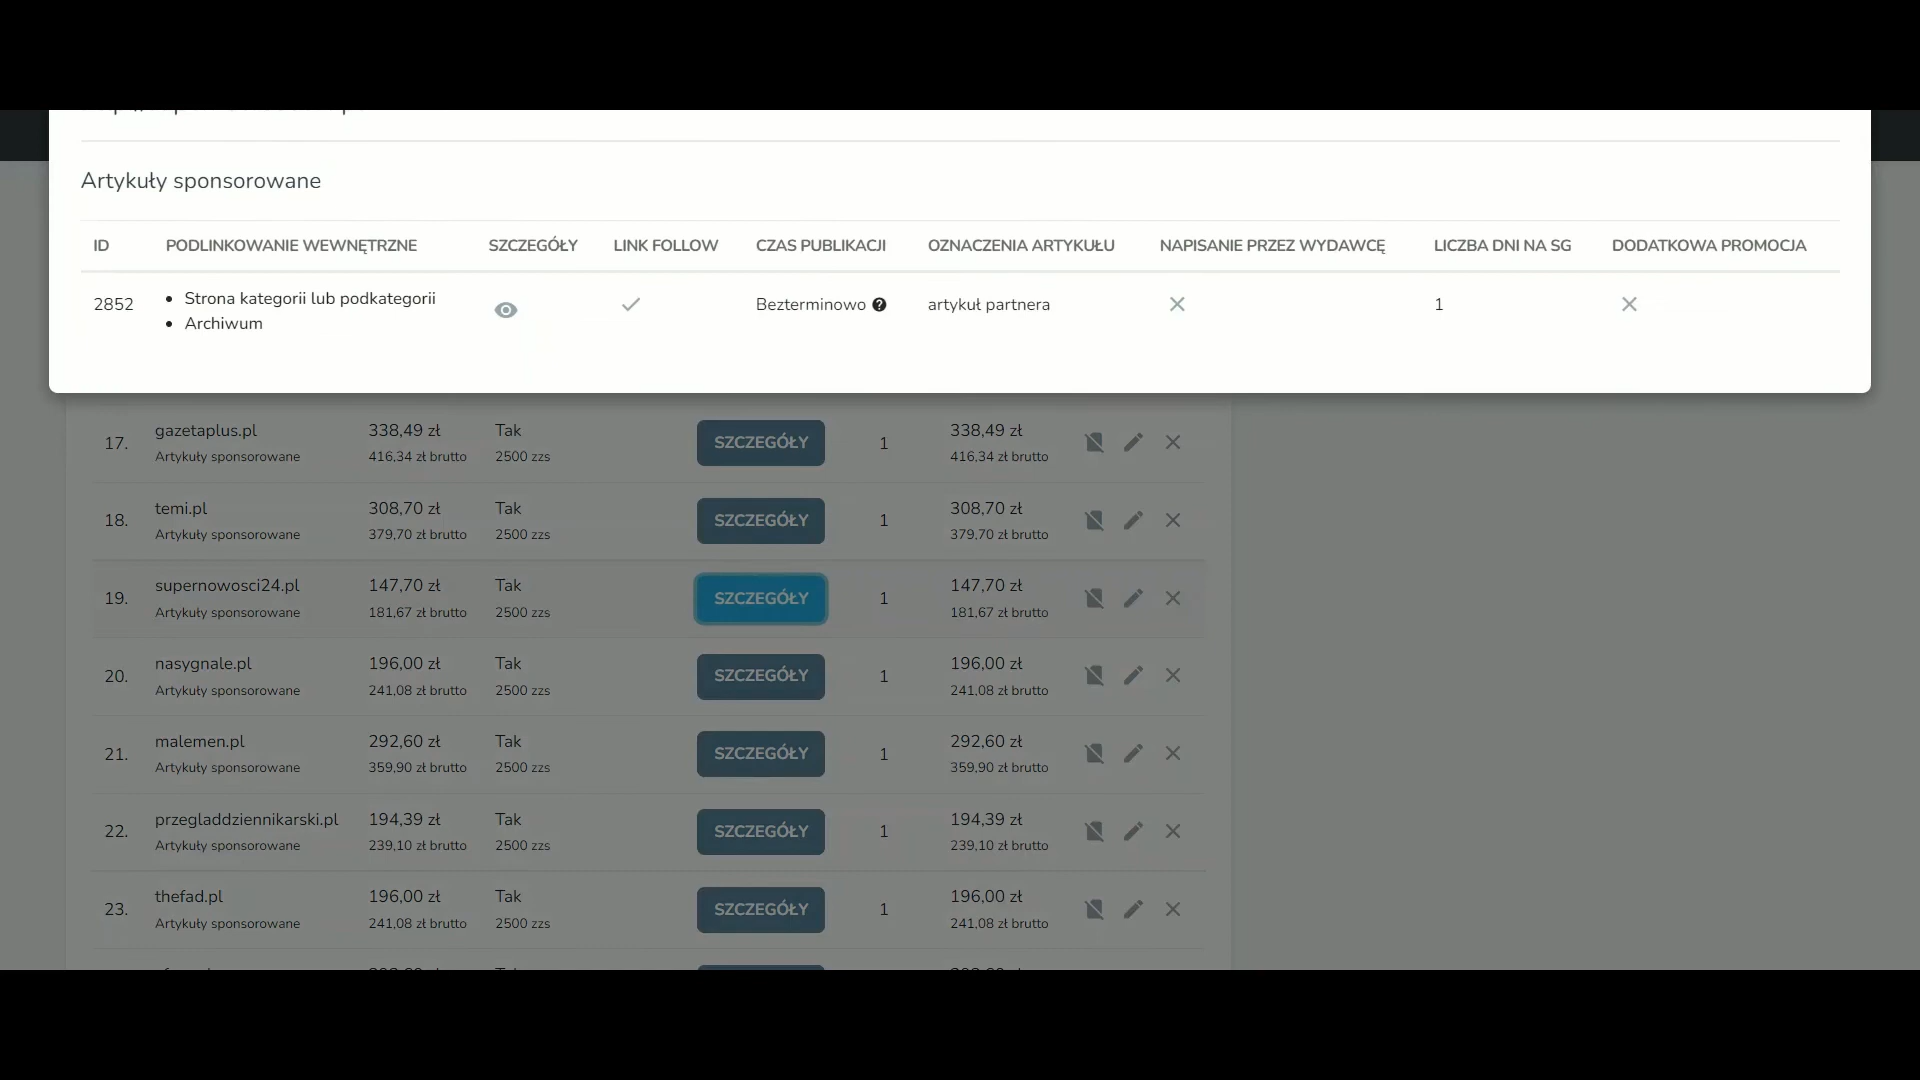 Artykuły sponsorowane
ID PODLINKOWANIE WEWNĘTRZNE SZCZEGÓŁY LINK FOLLOW CZAS PUBLIKACJI OZNACZENIA ARTYKUŁU NAPISANIE PRZEZ WYDAWCĘ LICZBA DNI NA SG DODATKOWA PROMOCJA
2852 • Strona kategorii lub podkategorii Bezterminowo artykuł partnera 1
• Archiwum
17. gazetaplus.pl 338,49 zł Tak SZCZEGÓŁY 1 338,49 zł
Artykuły sponsorowane 416,34 zł brutto 2500 zzs 416,34 zł brutto
18. temi.pl 308,70 zł Tak SZCZEGÓŁY 1 308,70 zł
Artykuły sponsorowane 379,70 zł brutto 2500 zzs 379,70 zł brutto
19. supernowosci24.pl 147,70 zł Tak SZCZEGÓŁY 1 147,70 zł
Artykuły sponsorowane 181,67 zł brutto 2500 zzs 181,67 zł brutto
20. nasygnale.pl 196,00 zł Tak SZCZEGÓŁY 1 196,00 zł
Artykuły sponsorowane 241,08 zł brutto 2500 zzs 241,08 zł brutto
21. malemen.pl 292,60 zł Tak SZCZEGÓŁY 1 292,60 zł
Artykuły sponsorowane 359,90 zł brutto 2500 zzs 359,90 zł brutto
22. przegladdziennikarski.pl 194,39 zł Tak SZCZEGÓŁY 1 194,39 zł
Artykuły sponsorowane 239,10 zł brutto 2500 zzs 239,10 zł brutto
23. thefad.pl 196,00 zł Tak SZCZEGÓŁY 1 196,00 zł
Artykuły sponsorowane 241,08 zł brutto 2500 zzs 241,08 zł brutto